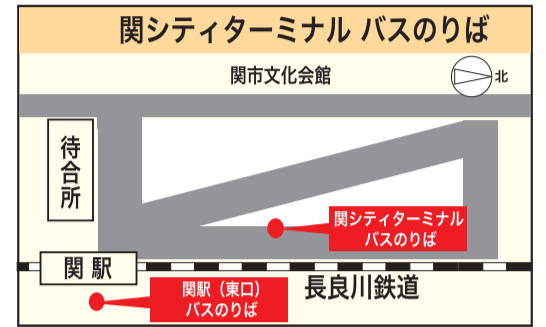 関シティターミナル バスのりば
関市文化会館
北
待合所
関シティターミナル
バスのりば
関駅
関駅（東口）
バスのりば
長良川鉄道